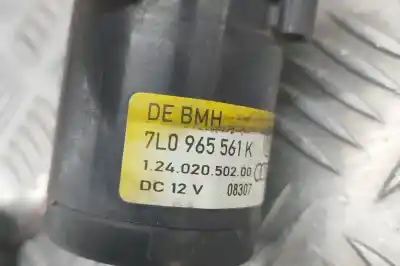 DE BMH
7L0 965 561 K
1.24.020.502.00
DC 12 V 08307